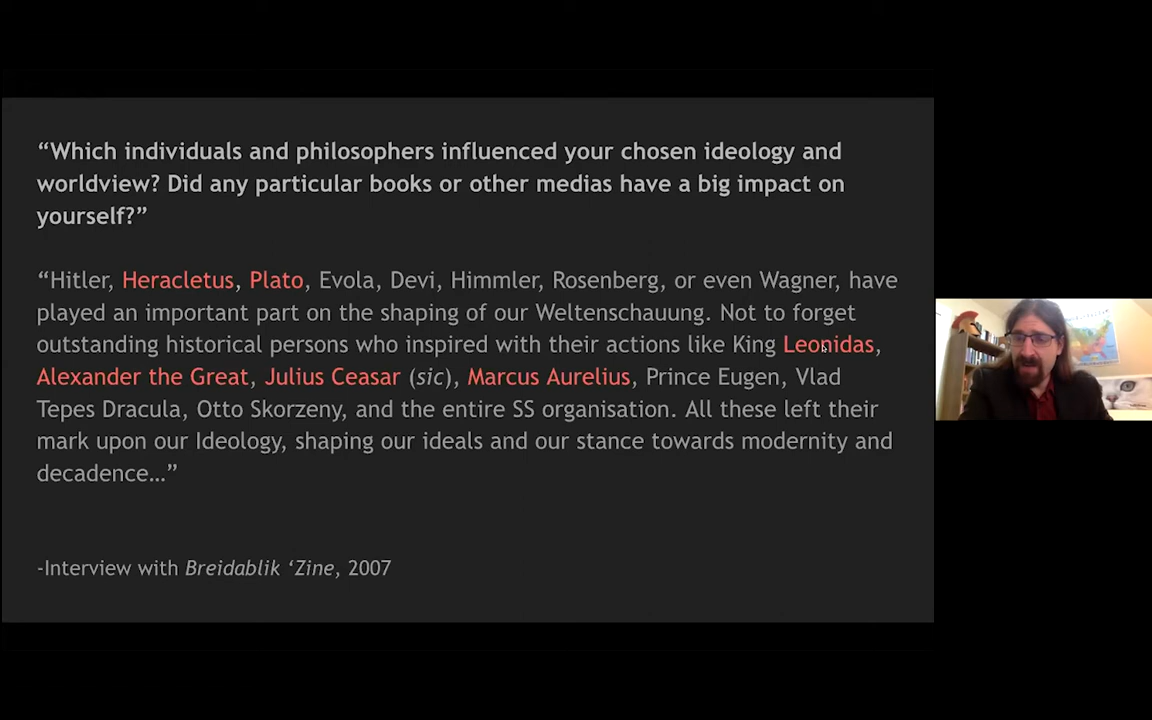 “Which individuals and philosophers influenced your chosen ideology and
worldview? Did any particular books or other medias have a big impact on
yourself?”
“Hitler, Heracletus, Plato, Evola, Devi, Himmler, Rosenberg, or even Wagner, have
played an important part on the shaping of our Weltenschauung. Not to forget
outstanding historical persons who inspired with their actions like King Leonidas,
Alexander the Great, Julius Ceasar (sic), Marcus Aurelius, Prince Eugen, Vlad
Tepes Dracula, Otto Skorzeny, and the entire SS organisation. All these left their
mark upon our Ideology, shaping our ideals and our stance towards modernity and
decadence…”
-Interview with Breidablik ‘Zine, 2007